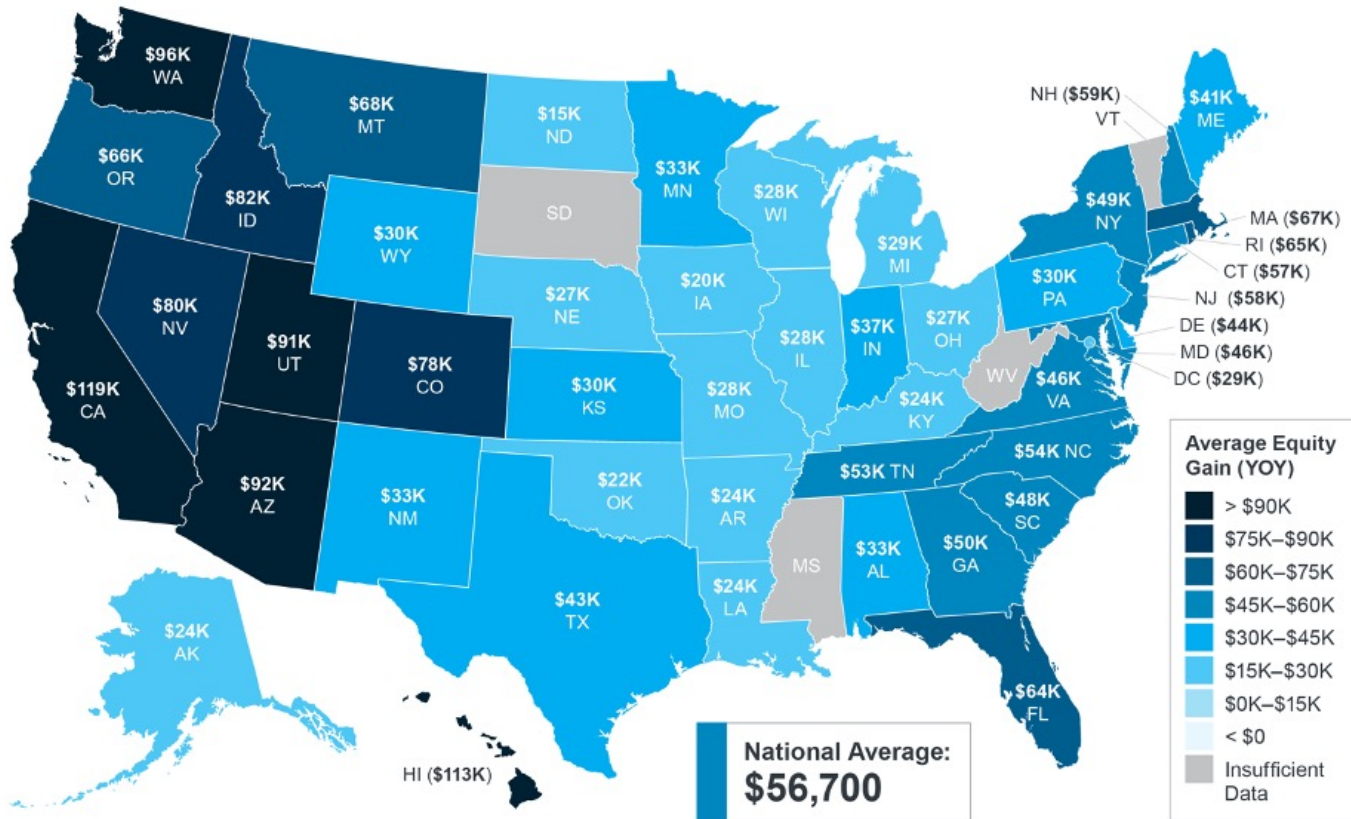 $96K
WA
$66K
OR
$82K
ID
$68K
MT
$30K
WY
$80K
NV
$91K
UT
$78K
CO
$119K
CA
$92K
AZ
$33K
NM
$15K
ND
SD
$27K
NE
$30K
KS
$22K
OK
$43K
TX
$33K
MN
$20K
IA
$28K
MO
$24K
AR
$24K
LA
$28K
WI
$28K
IL
$29K
MI
$37K
IN
$27K
OH
$24K
KY
$53K TN
MS
$33K
AL
$50K
GA
$64K
FL
$48K
SC
$54K NC
$46K
VA
WV
$30K
PA
$49K
NY
$41K
ME
NH ($59K)
VT
MA ($67K)
RI ($65K)
CT ($57K)
NJ ($58K)
DE ($44K)
MD ($46K)
DC ($29K)
$24K
AK
HI ($113K)
National Average:
$56,700
Average Equity
Gain (YOY)
> $90K
$75K–$90K
$60K–$75K
$45K–$60K
$30K–$45K
$15K–$30K
$0K–$15K
< $0
Insufficient
Data